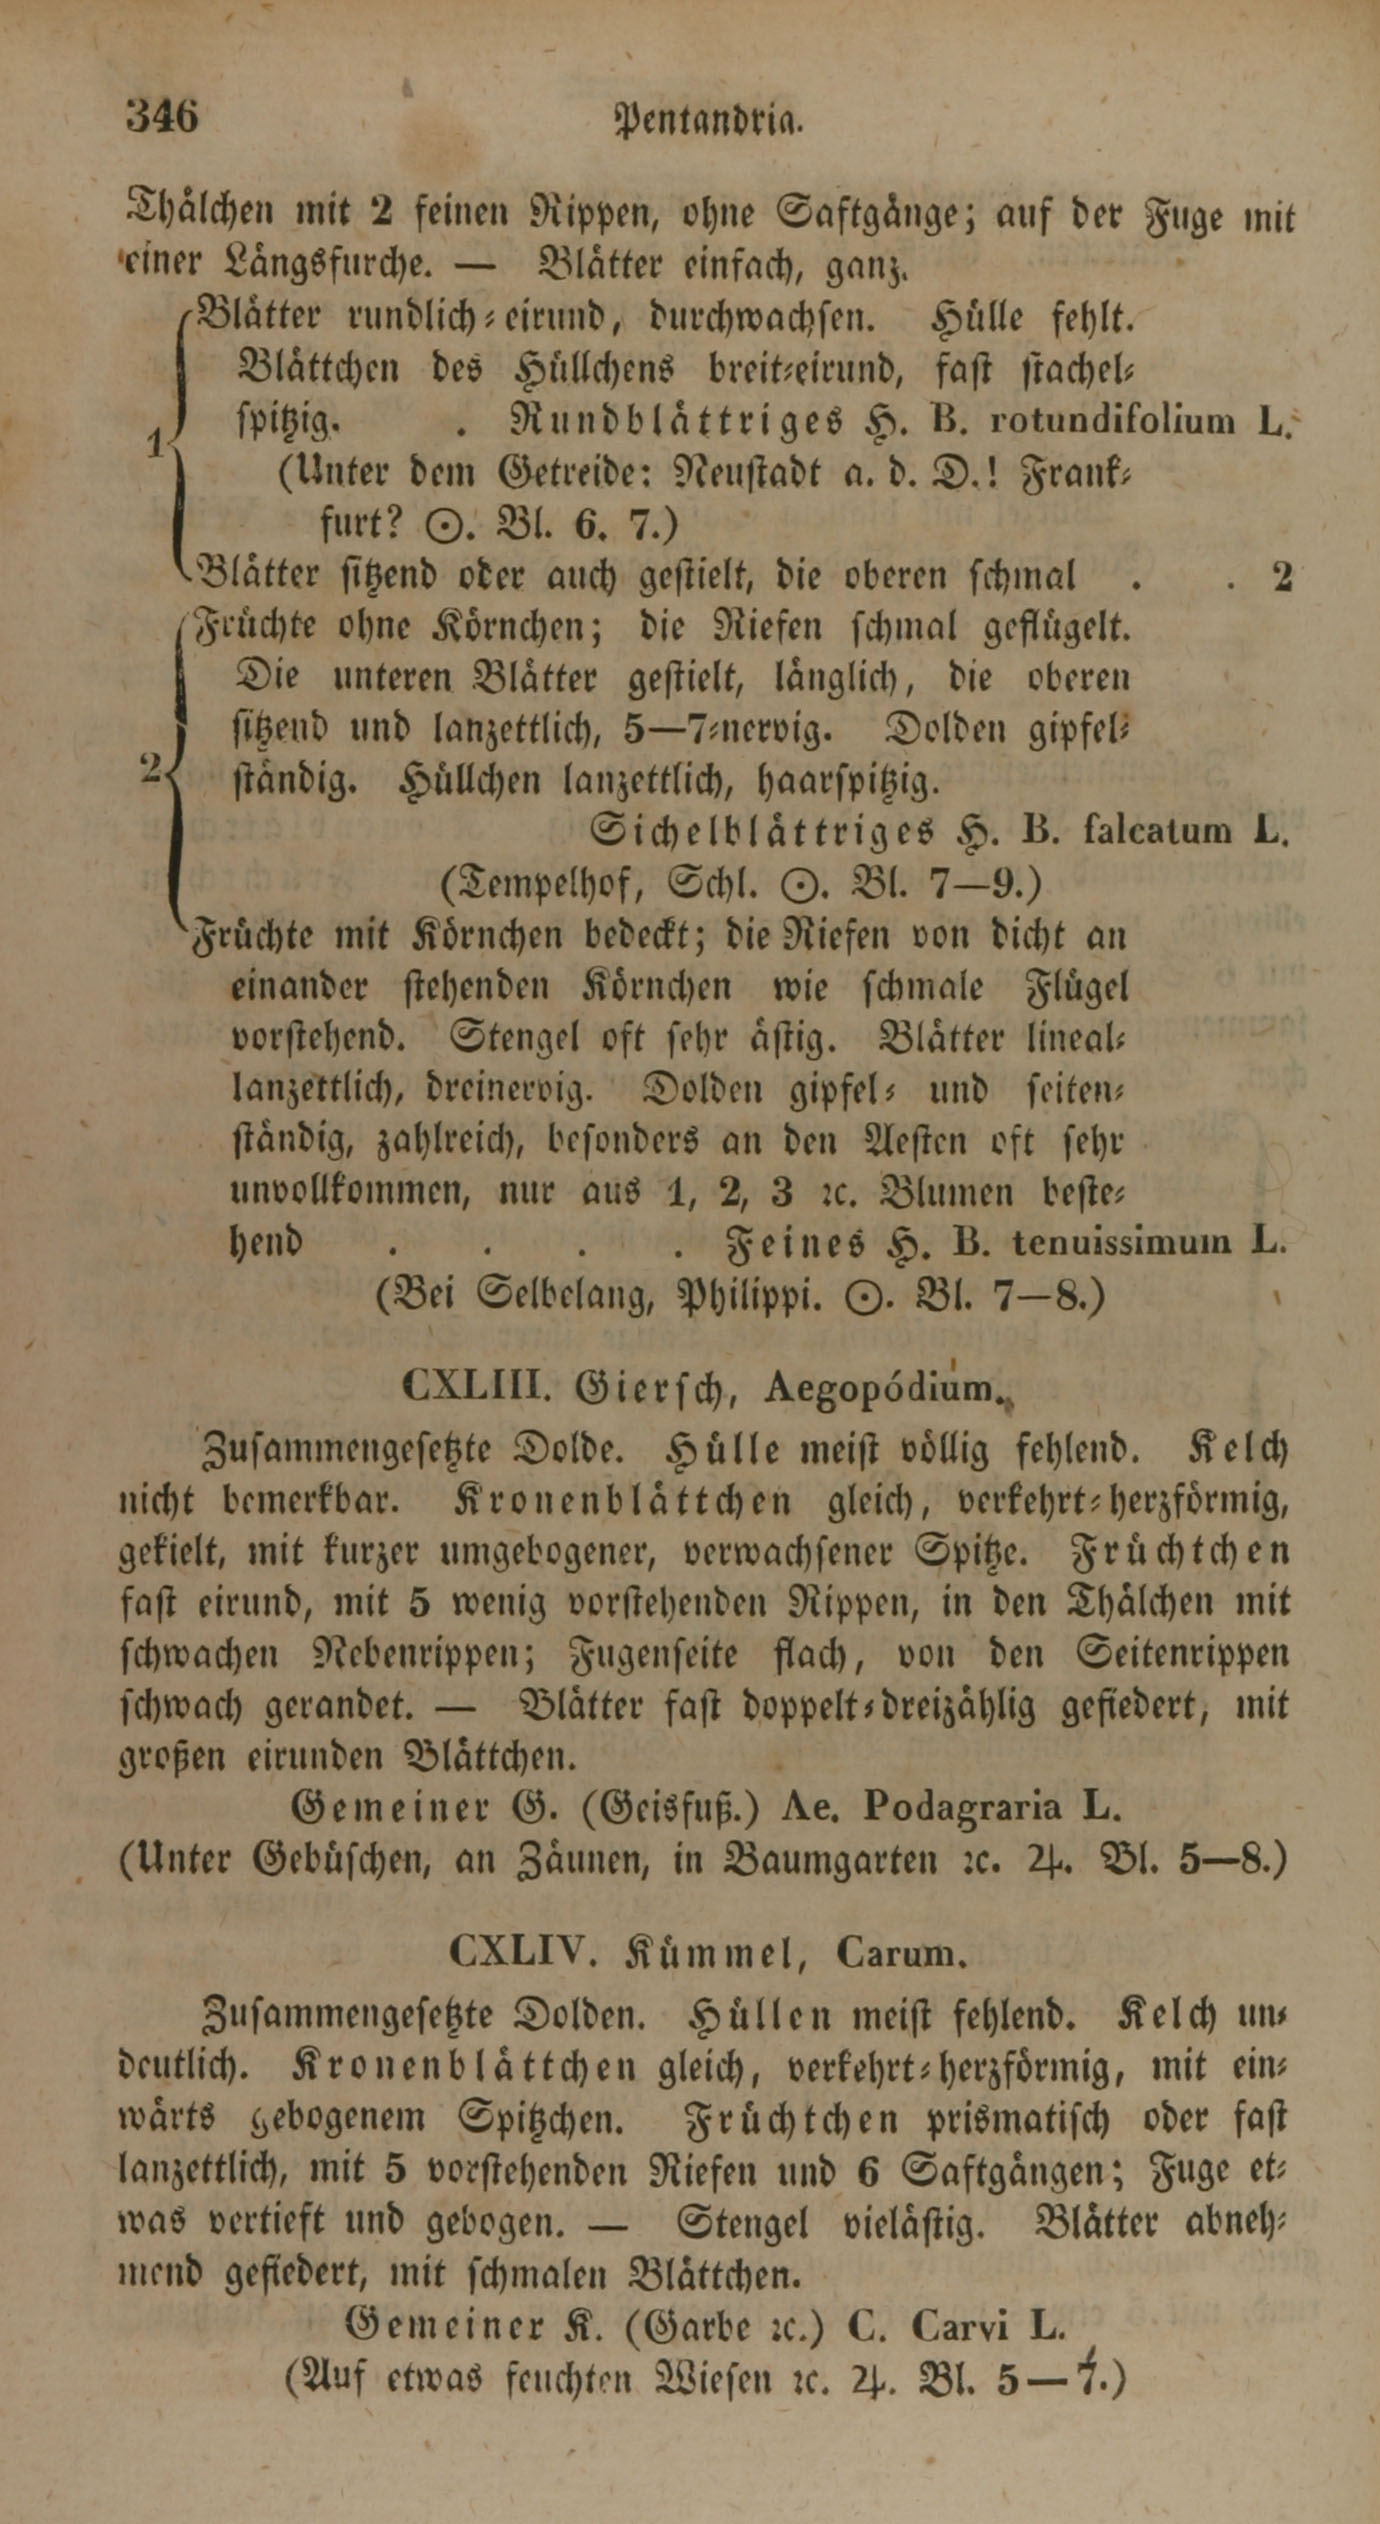 346 Pentandria.
Thälchen mit 2 feinen Rippen, ohne Saftgänge; auf der Fuge mit
einer Längsfurche. — Blätter einfach, ganz.
Blätter rundlich-eirund, durchwachsen. Hülle fehlt.
Blättchen des Hüllchens breit-eirund, fast stachel-
1 spitzig. . Rundblättriges H. B. rotundifolium L.
(Unter dem Getreide: Neustadt a. d. D.! Frank-
furt? ⊙. Bl. 6. 7.)
Blätter sitzend oder auch gestielt, die oberen schmal . . 2
Früchte ohne Körnchen; die Riefen schmal geflügelt.
Die unteren Blätter gestielt, länglich, die oberen
sitzend und lanzettlich, 5—7-nervig. Dolden gipfel-
2 ständig. Hüllchen lanzettlich, haarspitzig.
Sichelblättriges H. B. falcatum L.
(Tempelhof, Schl. ⊙. Bl. 7—9.)
Früchte mit Körnchen bedeckt; die Riefen von dicht an
einander stehenden Körnchen wie schmale Flügel
vorstehend. Stengel oft sehr ästig. Blätter lineal-
lanzettlich, dreinervig. Dolden gipfel- und seiten-
ständig, zahlreich, besonders an den Aesten oft sehr
unvollkommen, nur aus 1, 2, 3 ꝛc. Blumen beste-
hend . . . . Feines H. B. tenuissimum L.
(Bei Selbelang, Philippi. ⊙. Bl. 7—8.)
CXLIII. Giersch, Aegopódium.
Zusammengesetzte Dolde. Hülle meist völlig fehlend. Kelch
nicht bemerkbar. Kronenblättchen gleich, verkehrt-herzförmig,
gekielt, mit kurzer umgebogener, verwachsener Spitze. Früchtchen
fast eirund, mit 5 wenig vorstehenden Rippen, in den Thälchen mit
schwachen Nebenrippen; Fugenseite flach, von den Seitenrippen
schwach gerandet. — Blätter fast doppelt-dreizählig gefiedert, mit
großen eirunden Blättchen.
Gemeiner G. (Geisfuß.) Ae. Podagraria L.
(Unter Gebüschen, an Zäunen, in Baumgarten ꝛc. ♃. Bl. 5—8.)
CXLIV. Kümmel, Carum.
Zusammengesetzte Dolden. Hüllen meist fehlend. Kelch un-
deutlich. Kronenblättchen gleich, verkehrt-herzförmig, mit ein-
wärts gebogenem Spitzchen. Früchtchen prismatisch oder fast
lanzettlich, mit 5 vorstehenden Riefen und 6 Saftgängen; Fuge et-
was vertieft und gebogen. — Stengel vielästig. Blätter abneh-
mend gefiedert, mit schmalen Blättchen.
Gemeiner K. (Garbe ꝛc.) C. Carvi L.
(Auf etwas feuchten Wiesen ꝛc. ♃. Bl. 5—7.)